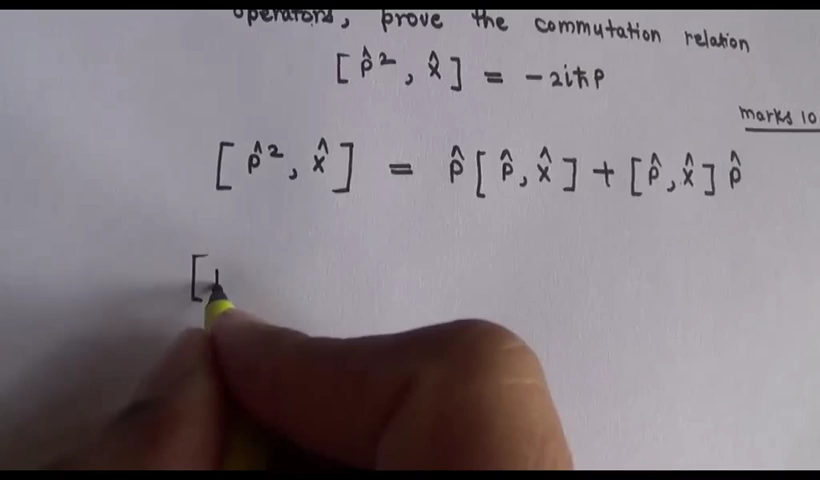 operators, prove the commutation relation
[p̂², x̂] = -2iħP
marks 10
[p̂², x̂] = p̂[p̂, x̂] + [p̂, x̂]p̂
[